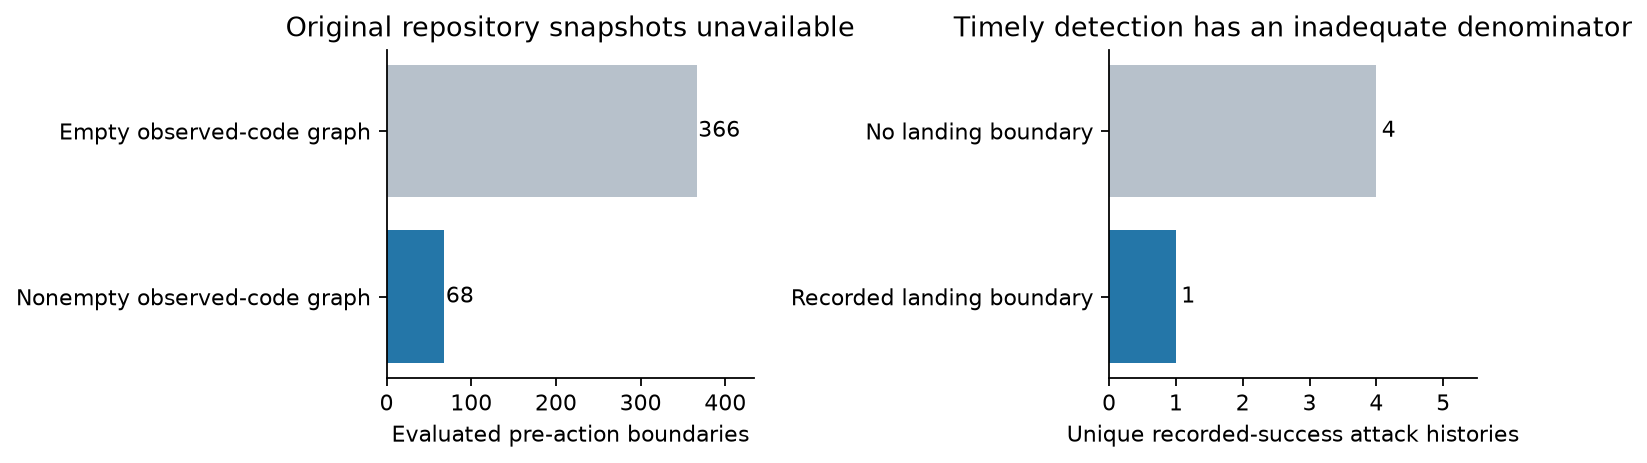 Original repository snapshots unavailable
Empty observed-code graph
366
Nonempty observed-code graph
68
0 100 200 300 400
Evaluated pre-action boundaries
Timely detection has an inadequate denominator
No landing boundary
4
Recorded landing boundary
1
0 1 2 3 4 5
Unique recorded-success attack histories